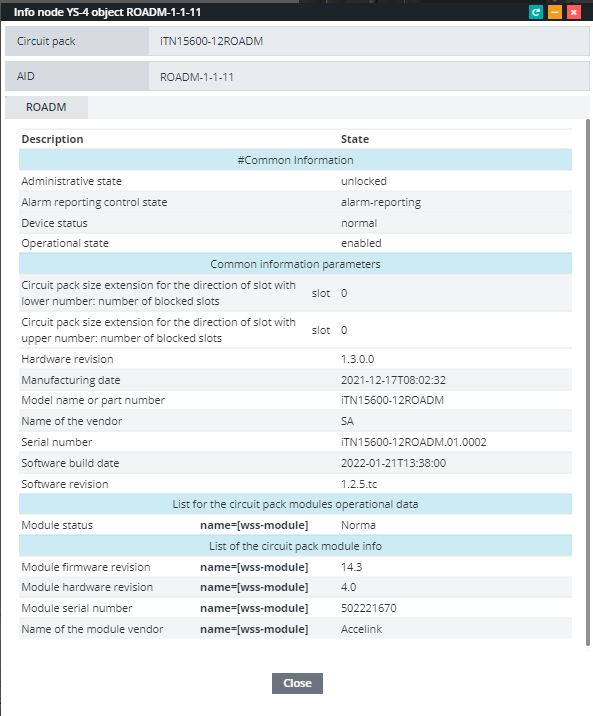 Info node YS-4 object ROADM-1-1-11
Circuit pack iTN15600-12ROADM
AID ROADM-1-1-11
ROADM
Description State
#Common Information
Administrative state unlocked
Alarm reporting control state alarm-reporting
Device status normal
Operational state enabled
Common information parameters
Circuit pack size extension for the direction of slot with
lower number: number of blocked slots slot 0
Circuit pack size extension for the direction of slot with
upper number: number of blocked slots slot 0
Hardware revision 1.3.0.0
Manufacturing date 2021-12-17T08:02:32
Model name or part number iTN15600-12ROADM
Name of the vendor SA
Serial number iTN15600-12ROADM.01.0002
Software build date 2022-01-21T13:38:00
Software revision 1.2.5.tc
List for the circuit pack modules operational data
Module status name=[wss-module] Norma
List of the circuit pack module info
Module firmware revision name=[wss-module] 14.3
Module hardware revision name=[wss-module] 4.0
Module serial number name=[wss-module] 502221670
Name of the module vendor name=[wss-module] Accelink
Close